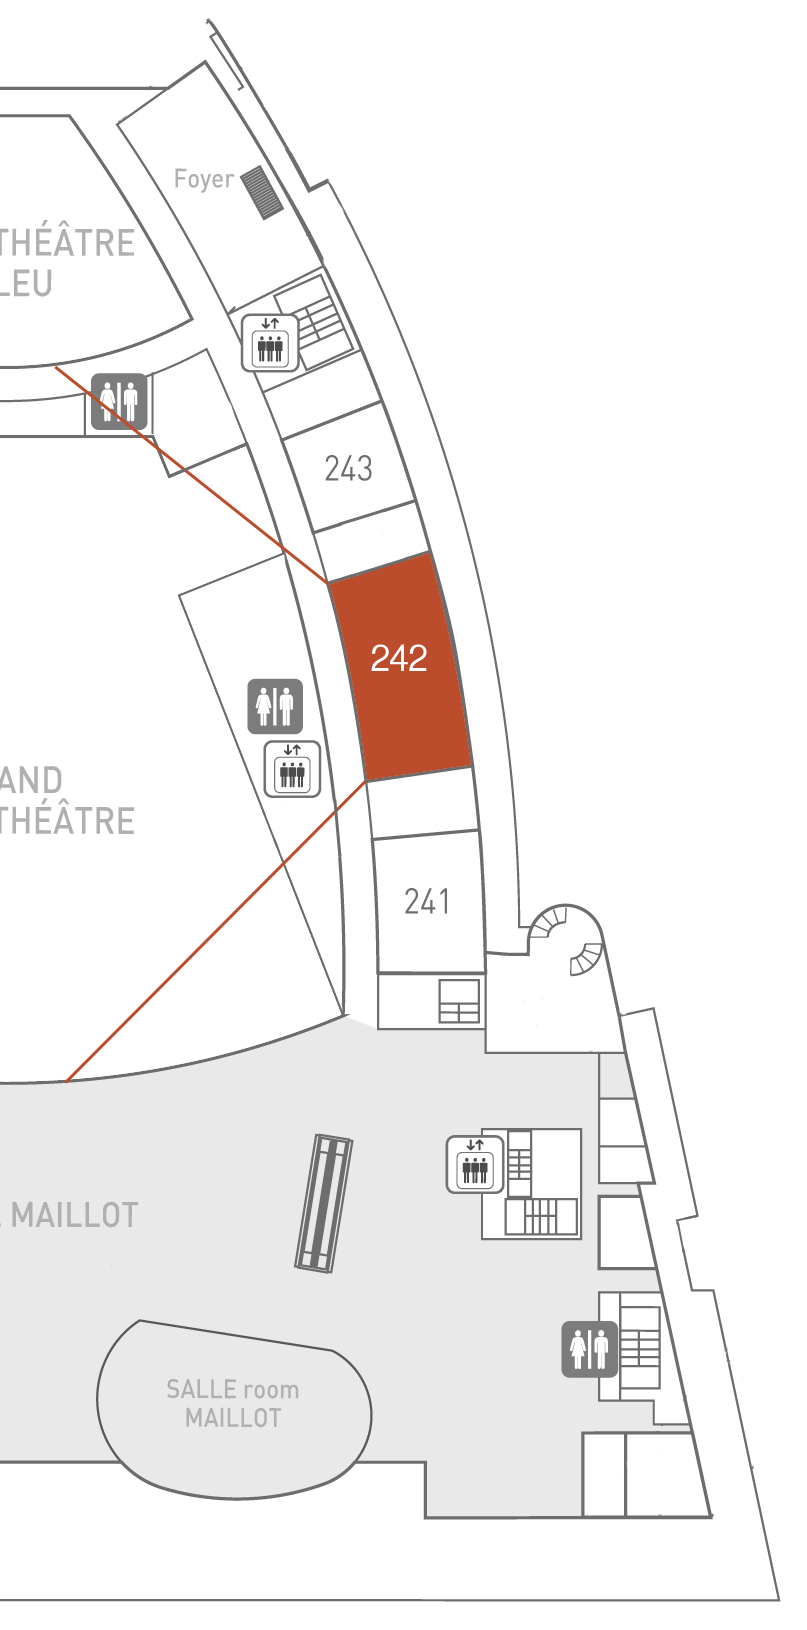 Foyer
THÉÂTRE
LEU
243
242
AND
THÉÂTRE
241
MAILLOT
SALLE room
MAILLOT